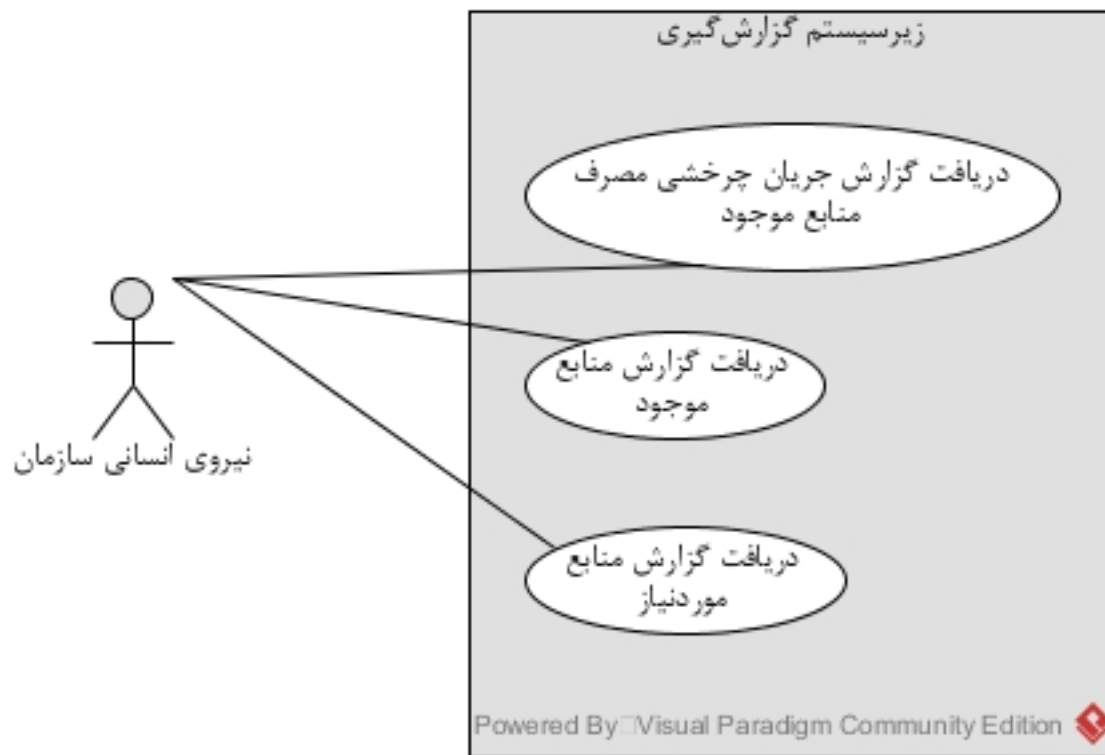 زیرسیستم گزارش‌گیری
دریافت گزارش جریان چرخشی مصرف
منابع موجود
دریافت گزارش منابع
موجود
نیروی انسانی سازمان
دریافت گزارش منابع
موردنیاز
Powered By Visual Paradigm Community Edition